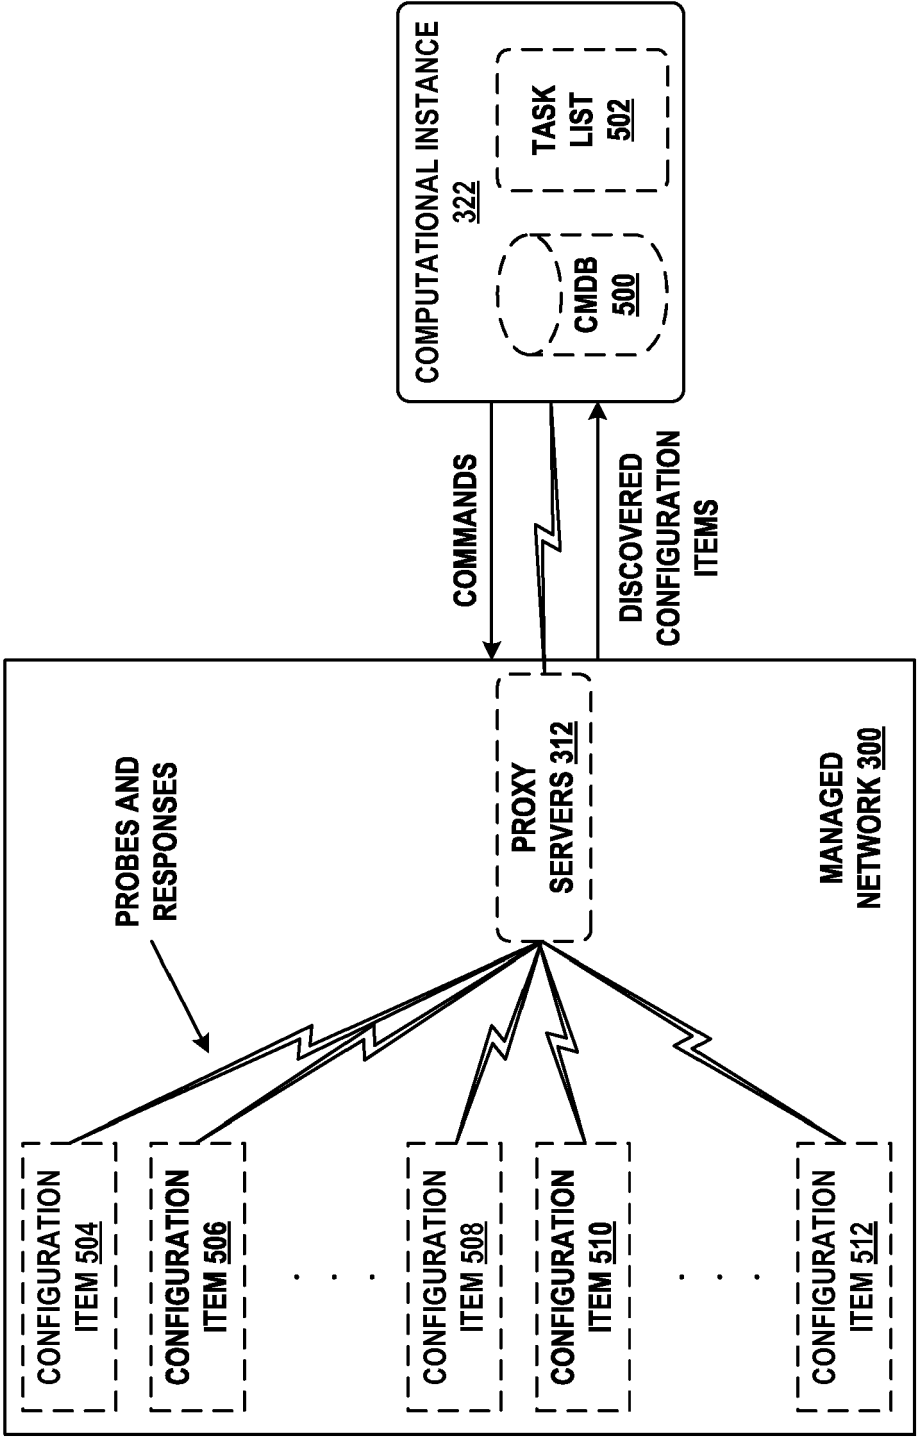 COMPUTATIONAL INSTANCE
322
CMDB
500
TASK
LIST
502
COMMANDS
DISCOVERED
CONFIGURATION
ITEMS
PROBES AND
RESPONSES
PROXY
SERVERS 312
MANAGED
NETWORK 300
CONFIGURATION
ITEM 504
CONFIGURATION
ITEM 506
. . .
CONFIGURATION
ITEM 508
CONFIGURATION
ITEM 510
. . .
CONFIGURATION
ITEM 512